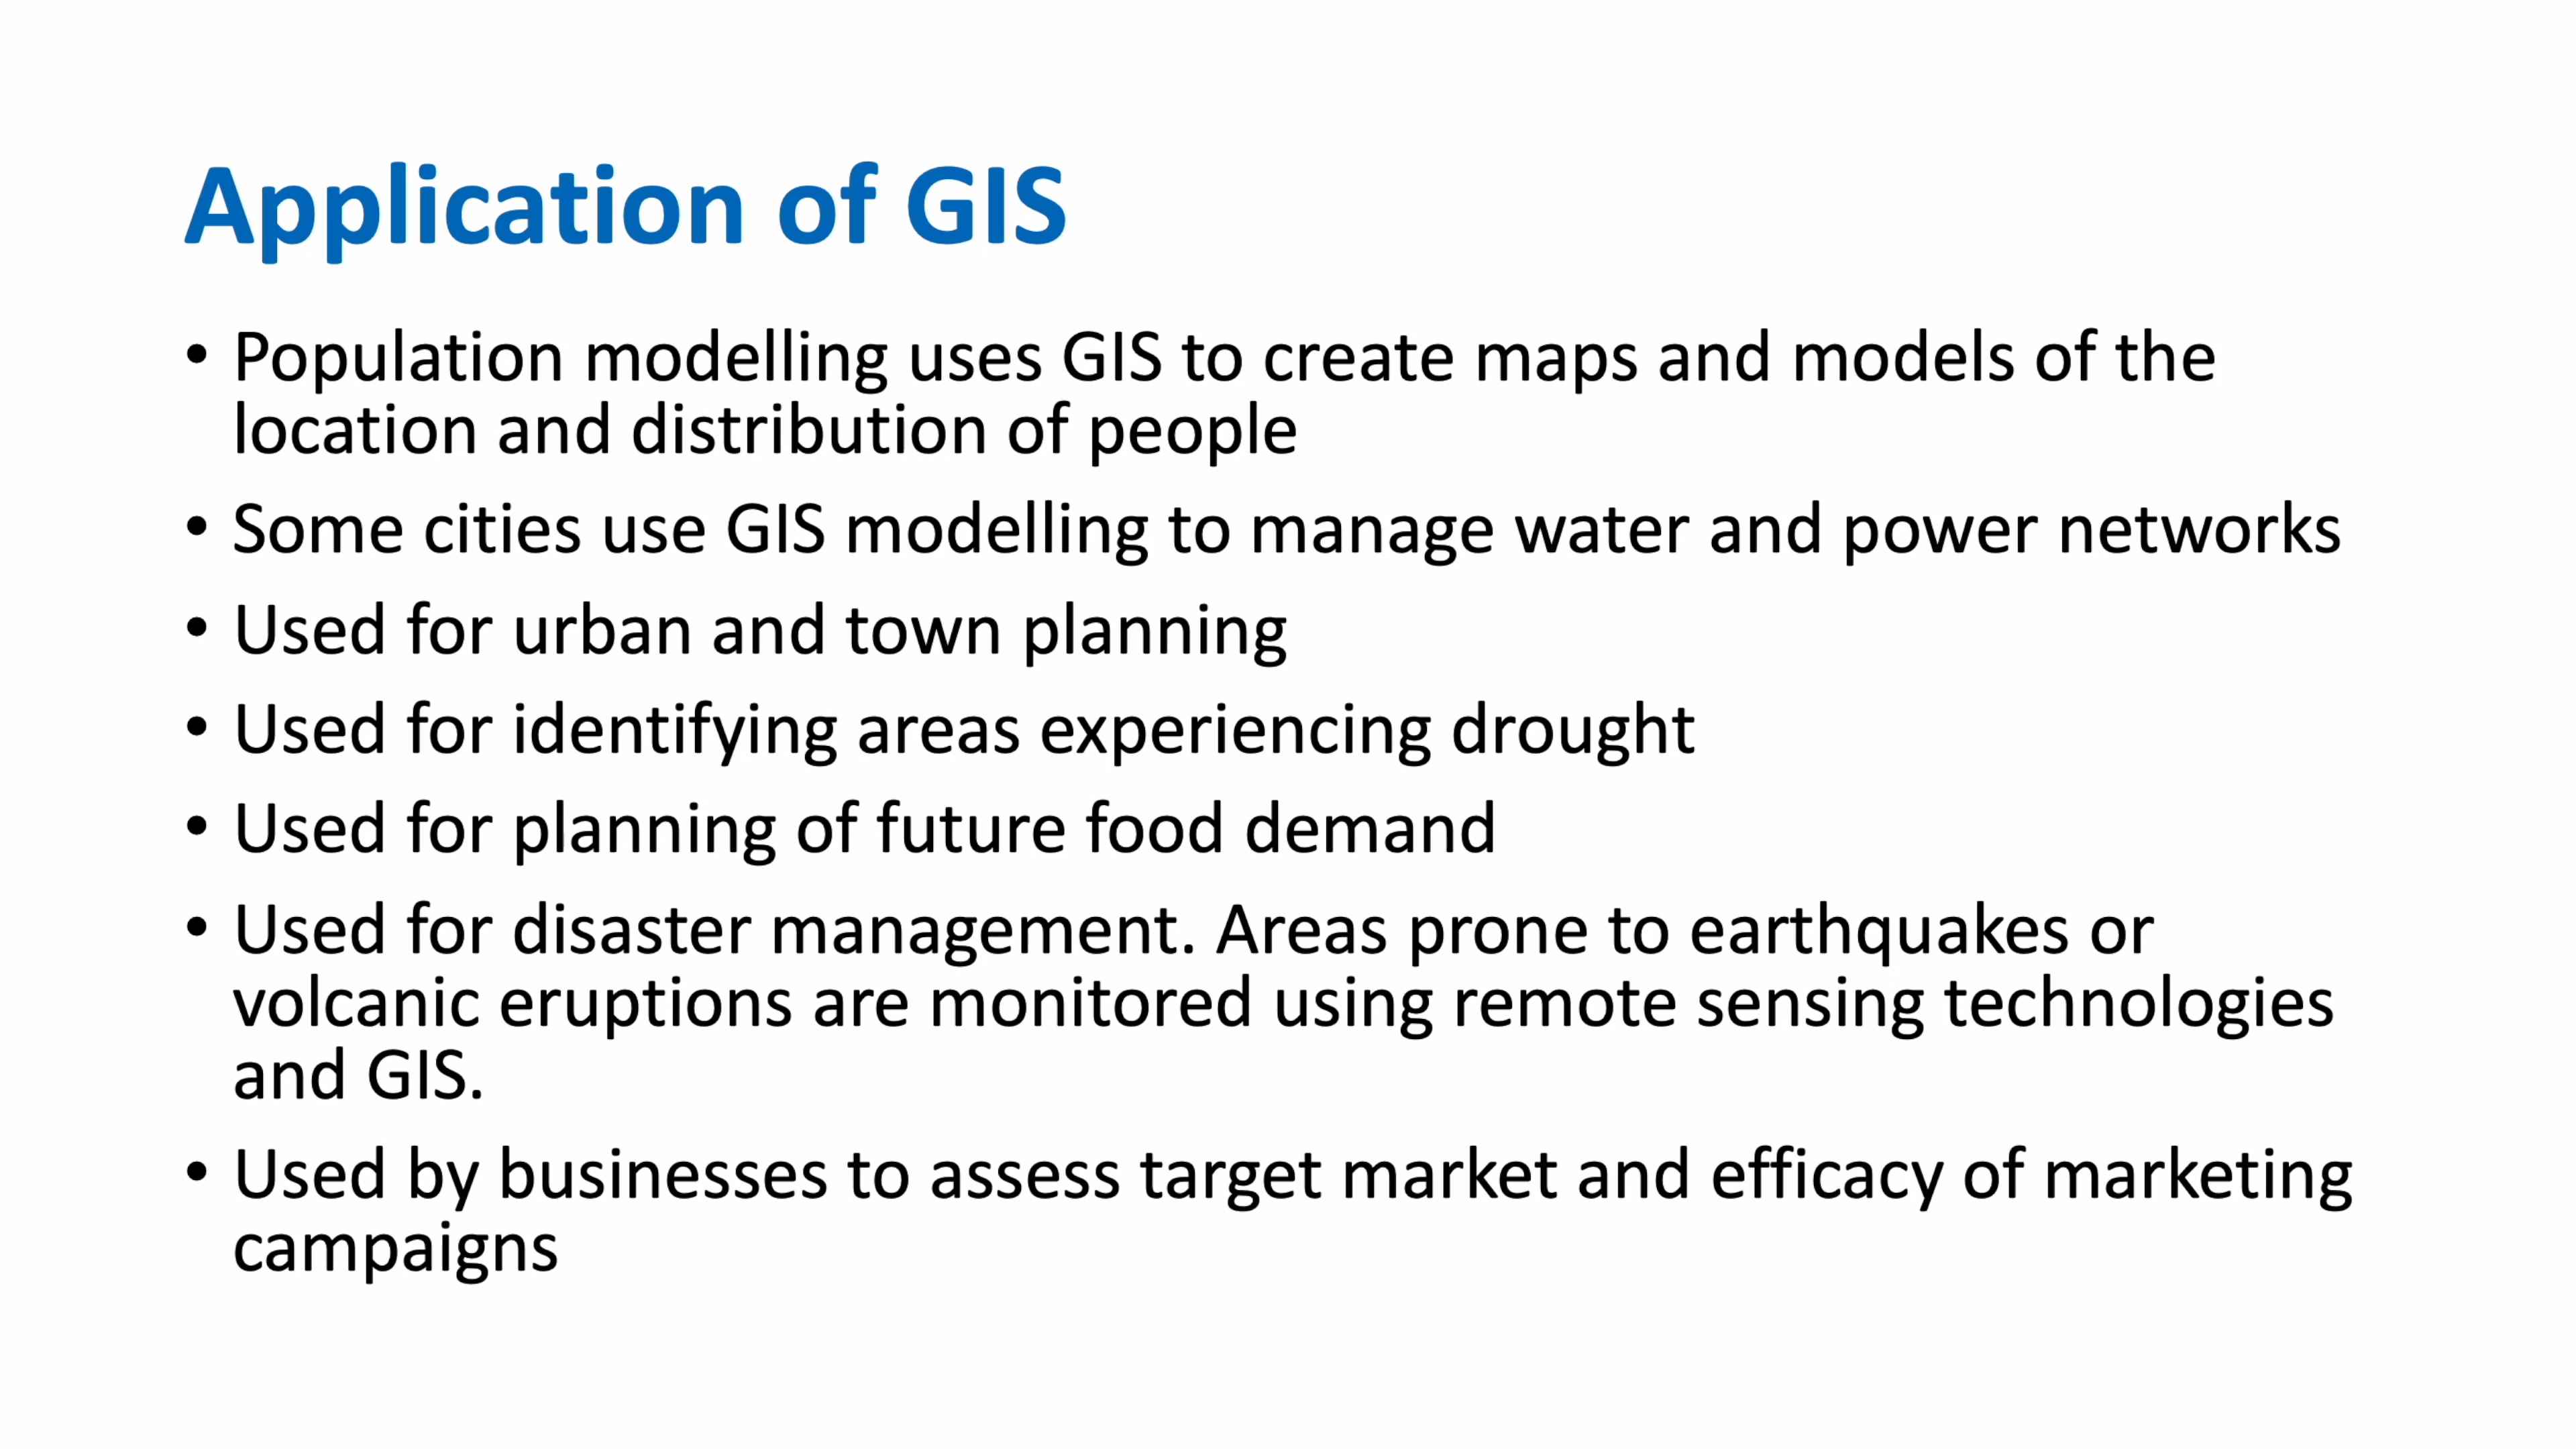 Application of GIS
• Population modelling uses GIS to create maps and models of the
location and distribution of people
• Some cities use GIS modelling to manage water and power networks
• Used for urban and town planning
• Used for identifying areas experiencing drought
• Used for planning of future food demand
• Used for disaster management. Areas prone to earthquakes or
volcanic eruptions are monitored using remote sensing technologies
and GIS.
• Used by businesses to assess target market and efficacy of marketing
campaigns